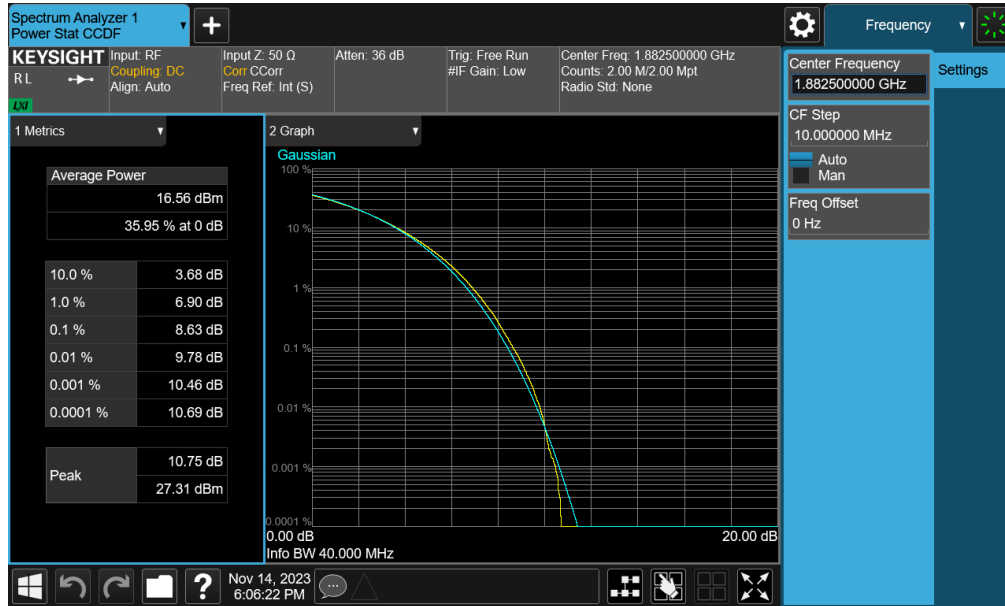 Spectrum Analyzer 1
Power Stat CCDF
Frequency
KEYSIGHT
R L
LXI
Input: RF
Coupling: DC
Align: Auto
Input Z: 50 Ω
Corr CCorr
Freq Ref: Int (S)
Atten: 36 dB
Trig: Free Run
#IF Gain: Low
Center Freq: 1.882500000 GHz
Counts: 2.00 M/2.00 Mpt
Radio Std: None
Center Frequency
1.882500000 GHz
Settings
CF Step
10.000000 MHz
Auto
Man
Freq Offset
0 Hz
1 Metrics
Average Power
16.56 dBm
35.95 % at 0 dB
10.0 % 3.68 dB
1.0 % 6.90 dB
0.1 % 8.63 dB
0.01 % 9.78 dB
0.001 % 10.46 dB
0.0001 % 10.69 dB
Peak
10.75 dB
27.31 dBm
2 Graph
Gaussian
100 %
10 %
1 %
0.1 %
0.01 %
0.001 %
0.0001 %
0.00 dB 20.00 dB
Info BW 40.000 MHz
?
Nov 14, 2023
6:06:22 PM